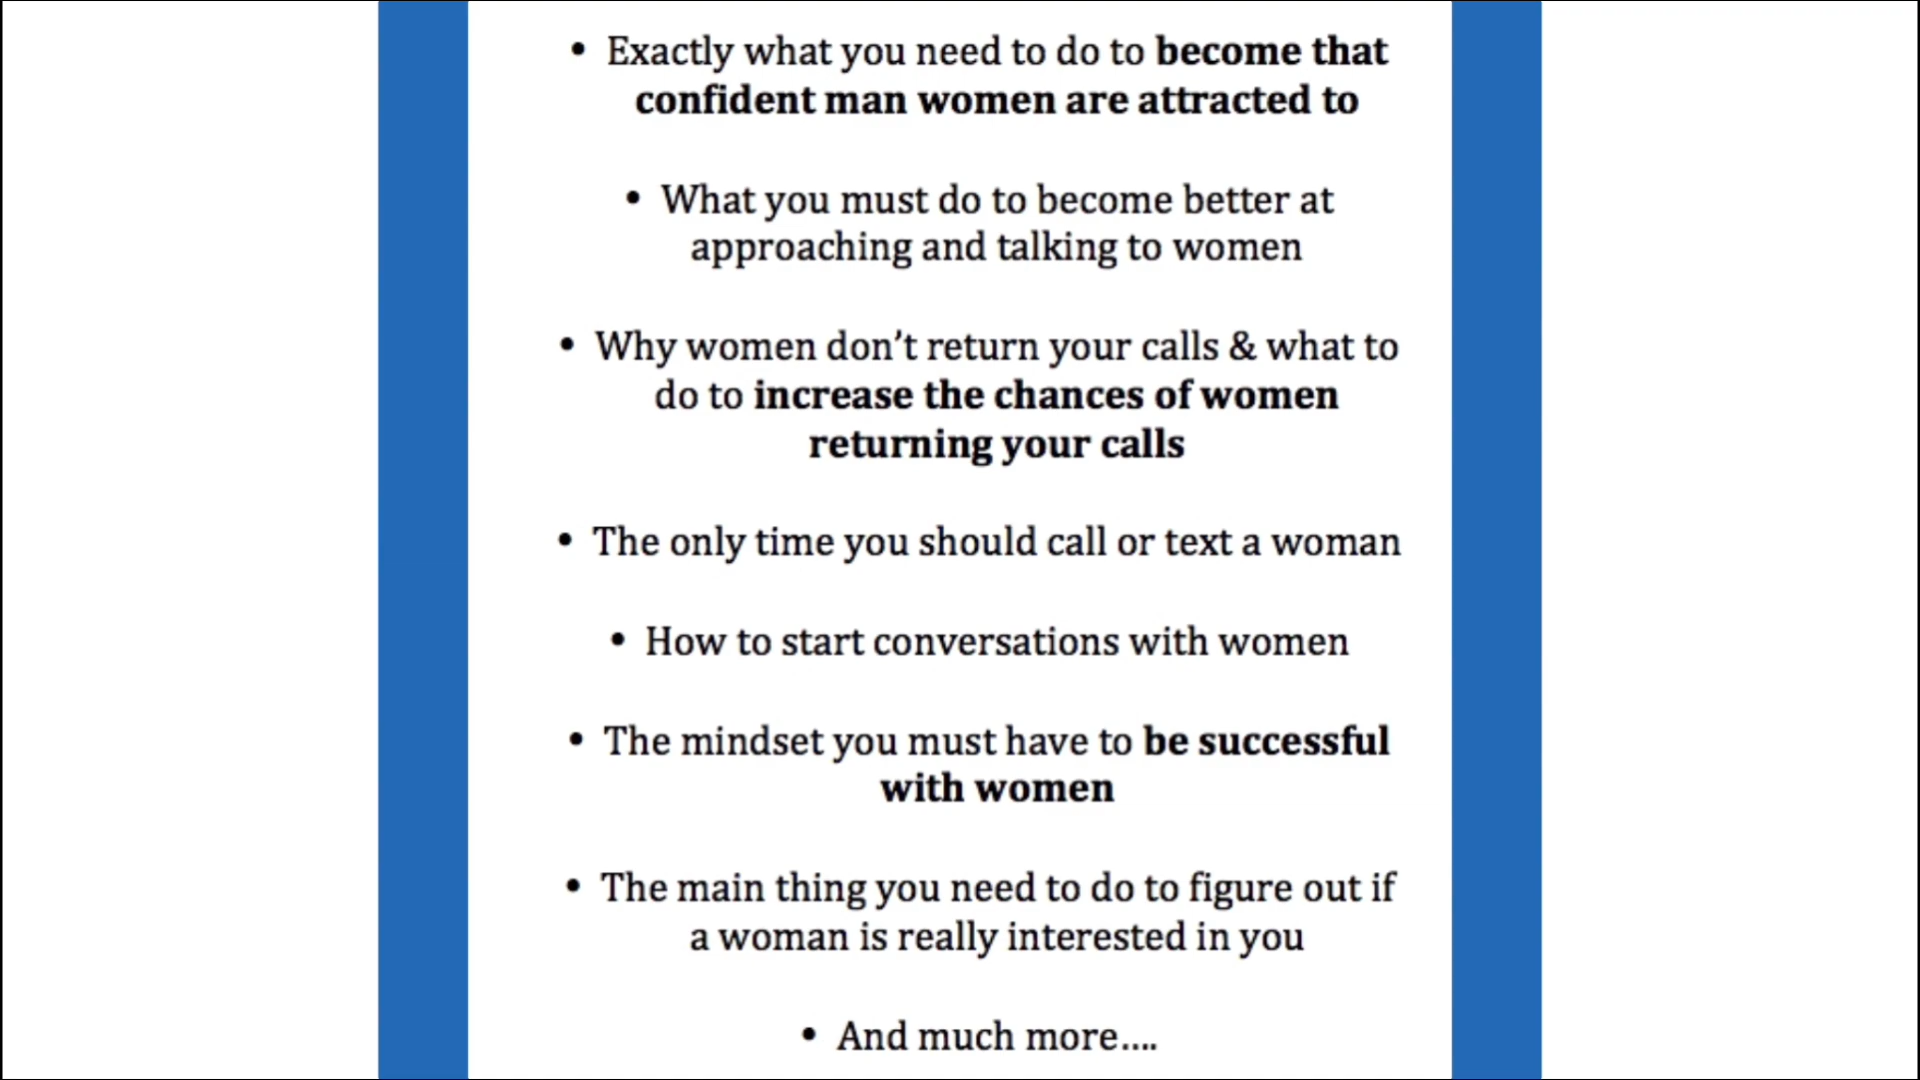 • Exactly what you need to do to become that
confident man women are attracted to
• What you must do to become better at
approaching and talking to women
• Why women don’t return your calls & what to
do to increase the chances of women
returning your calls
• The only time you should call or text a woman
• How to start conversations with women
• The mindset you must have to be successful
with women
• The main thing you need to do to figure out if
a woman is really interested in you
• And much more....